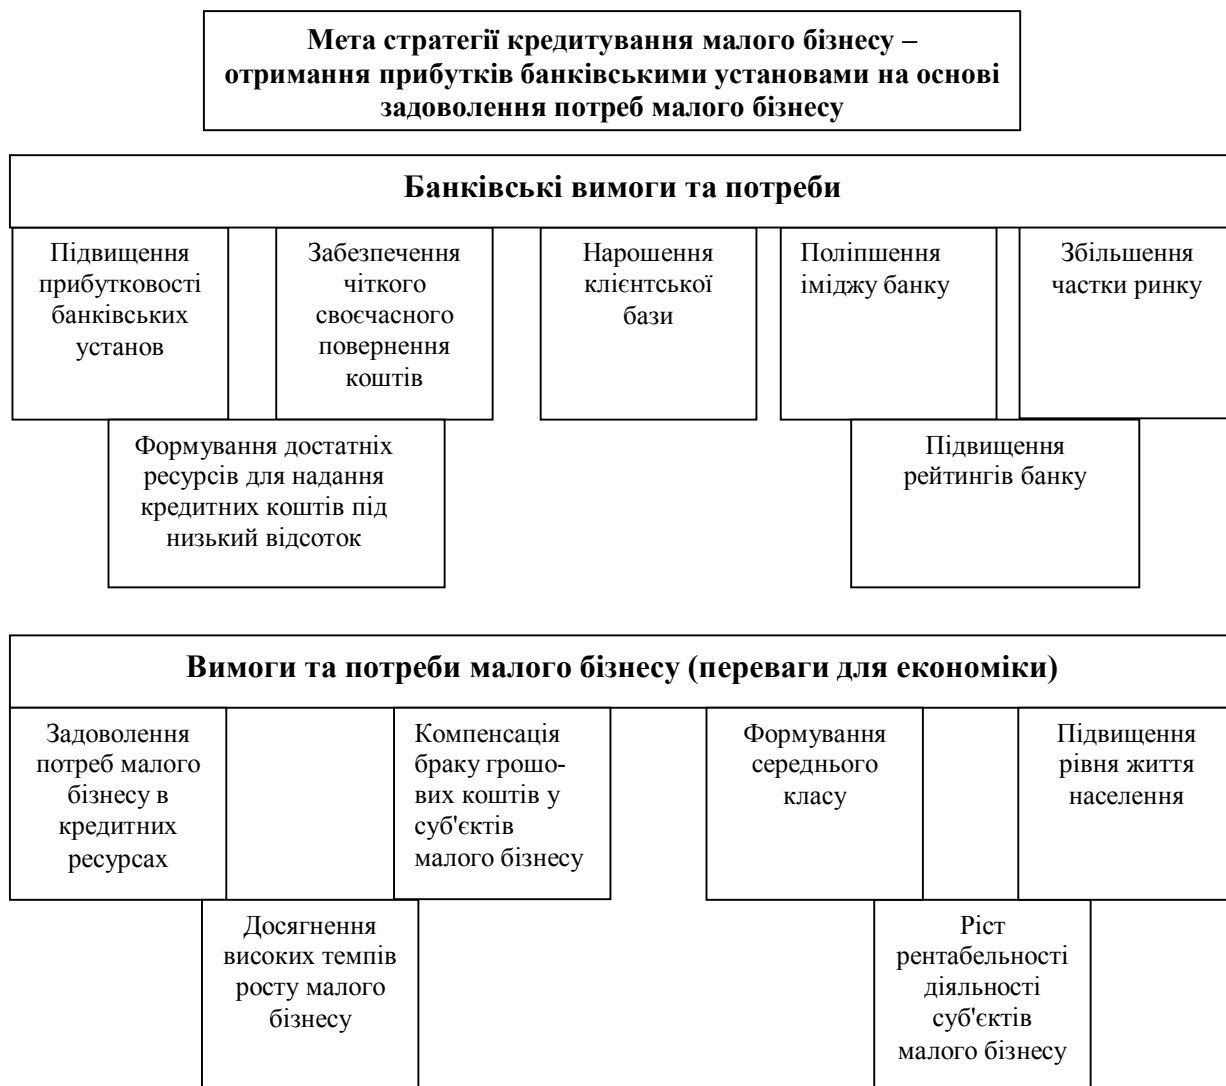 Мета стратегії кредитування малого бізнесу –
отримання прибутків банківськими установами на основі
задоволення потреб малого бізнесу
Банківські вимоги та потреби
Підвищення
прибутковості
банківських
установ
Забезпечення
чіткого
своєчасного
повернення
коштів
Нарошення
клієнтської
бази
Поліпшення
іміджу банку
Збільшення
частки ринку
Формування достатніх
ресурсів для надання
кредитних коштів під
низький відсоток
Підвищення
рейтингів банку
Вимоги та потреби малого бізнесу (переваги для економіки)
Задоволення
потреб малого
бізнесу в
кредитних
ресурсах
Компенсація
браку грошо-
вих коштів у
суб'єктів
малого бізнесу
Формування
середнього
класу
Підвищення
рівня життя
населення
Досягнення
високих темпів
росту малого
бізнесу
Ріст
рентабельності
діяльності
суб'єктів
малого бізнесу